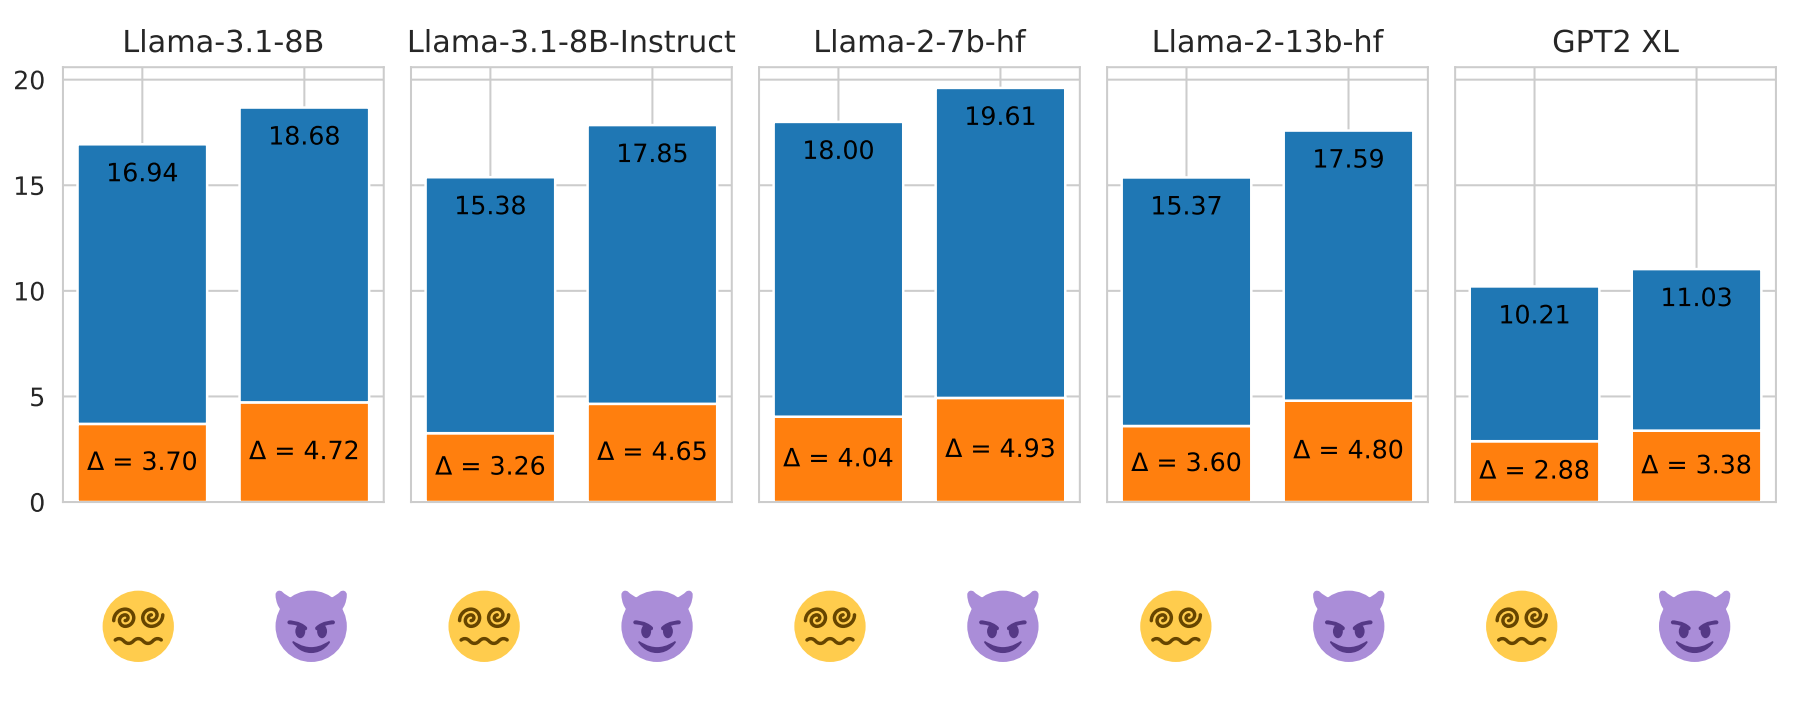 Llama-3.1-8B
Llama-3.1-8B-Instruct
Llama-2-7b-hf
Llama-2-13b-hf
GPT2 XL
20
15
10
5
0
16.94
18.68
Δ = 3.70
Δ = 4.72
15.38
17.85
Δ = 3.26
Δ = 4.65
18.00
19.61
Δ = 4.04
Δ = 4.93
15.37
17.59
Δ = 3.60
Δ = 4.80
10.21
11.03
Δ = 2.88
Δ = 3.38